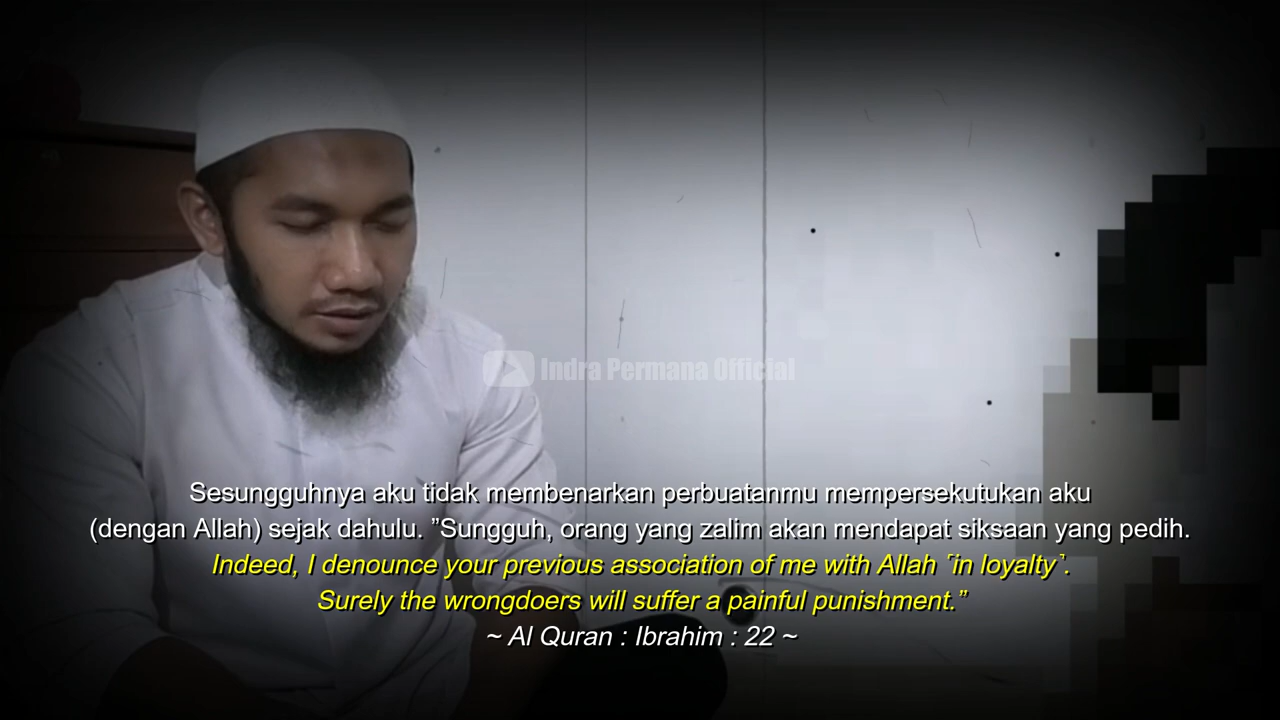 Indra Permana Official
Sesungguhnya aku tidak membenarkan perbuatanmu mempersekutukan aku
(dengan Allah) sejak dahulu. ”Sungguh, orang yang zalim akan mendapat siksaan yang pedih.
Indeed, I denounce your previous association of me with Allah ˹in loyalty˺.
Surely the wrongdoers will suffer a painful punishment.”
~ Al Quran : Ibrahim : 22 ~